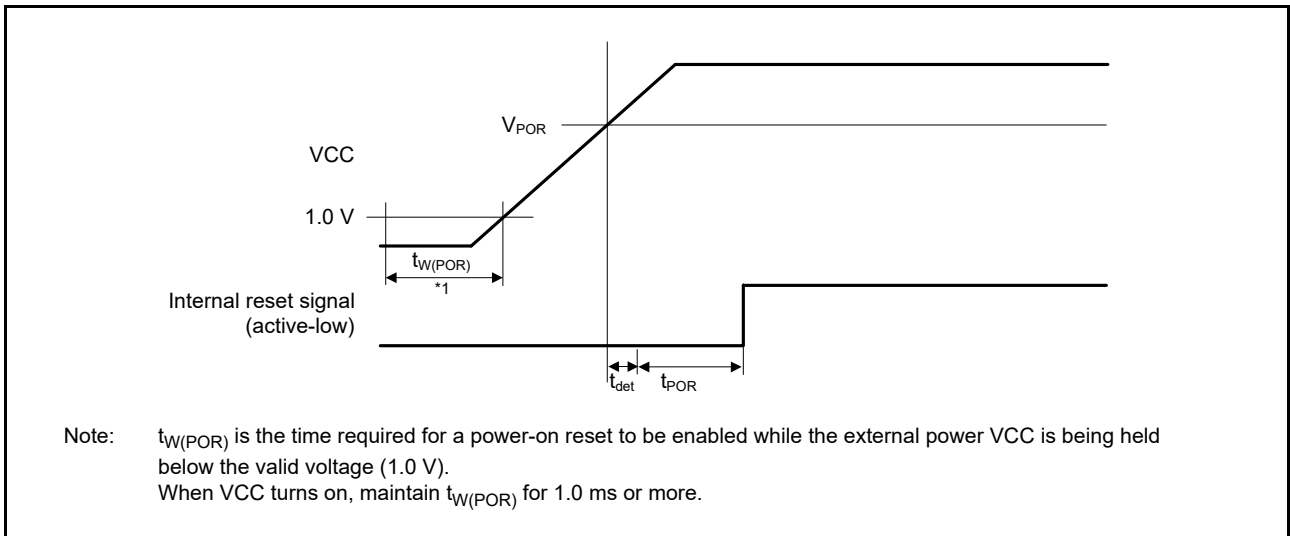 VPOR
VCC
1.0 V
tW(POR)
*1
Internal reset signal
(active-low)
tdet
tPOR
Note: tW(POR) is the time required for a power-on reset to be enabled while the external power VCC is being held
below the valid voltage (1.0 V).
When VCC turns on, maintain tW(POR) for 1.0 ms or more.